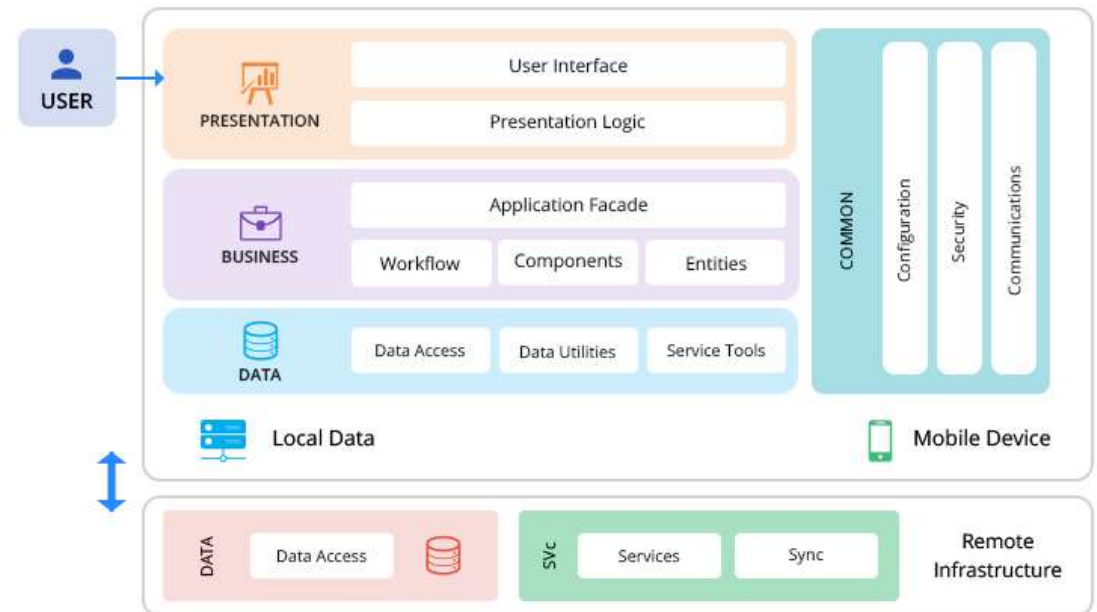 USER
PRESENTATION
User Interface
Presentation Logic
BUSINESS
Application Facade
Workflow
Components
Entities
DATA
Data Access
Data Utilities
Service Tools
COMMON
Configuration
Security
Communications
Local Data
Mobile Device
DATA
Data Access
SVc
Services
Sync
Remote
Infrastructure